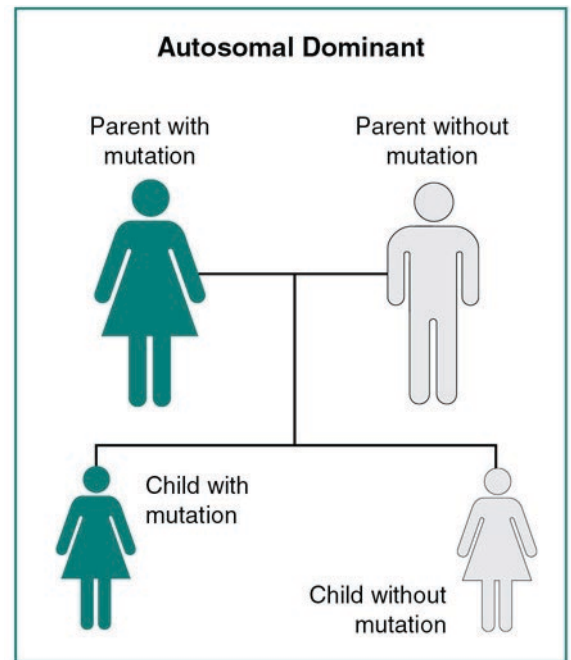 Autosomal Dominant
Parent with
mutation
Parent without
mutation
Child with
mutation
Child without
mutation